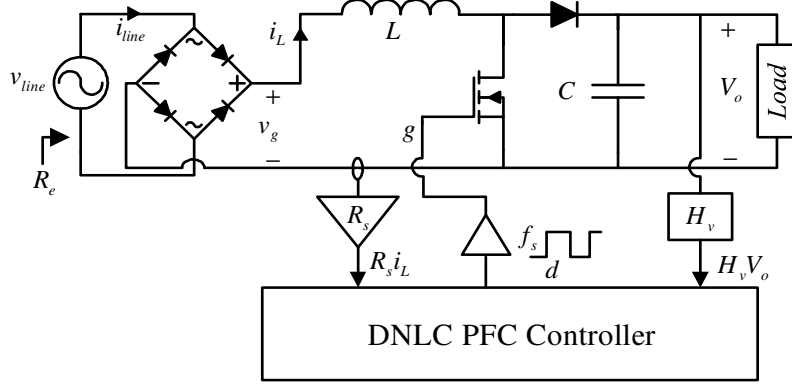 i_line
i_L
L
v_line
~
+
−
~
+
v_g
−
R_e
g
C
+
V_o
−
Load
R_s
f_s
d
H_v
R_s i_L
H_v V_o
DNLC PFC Controller